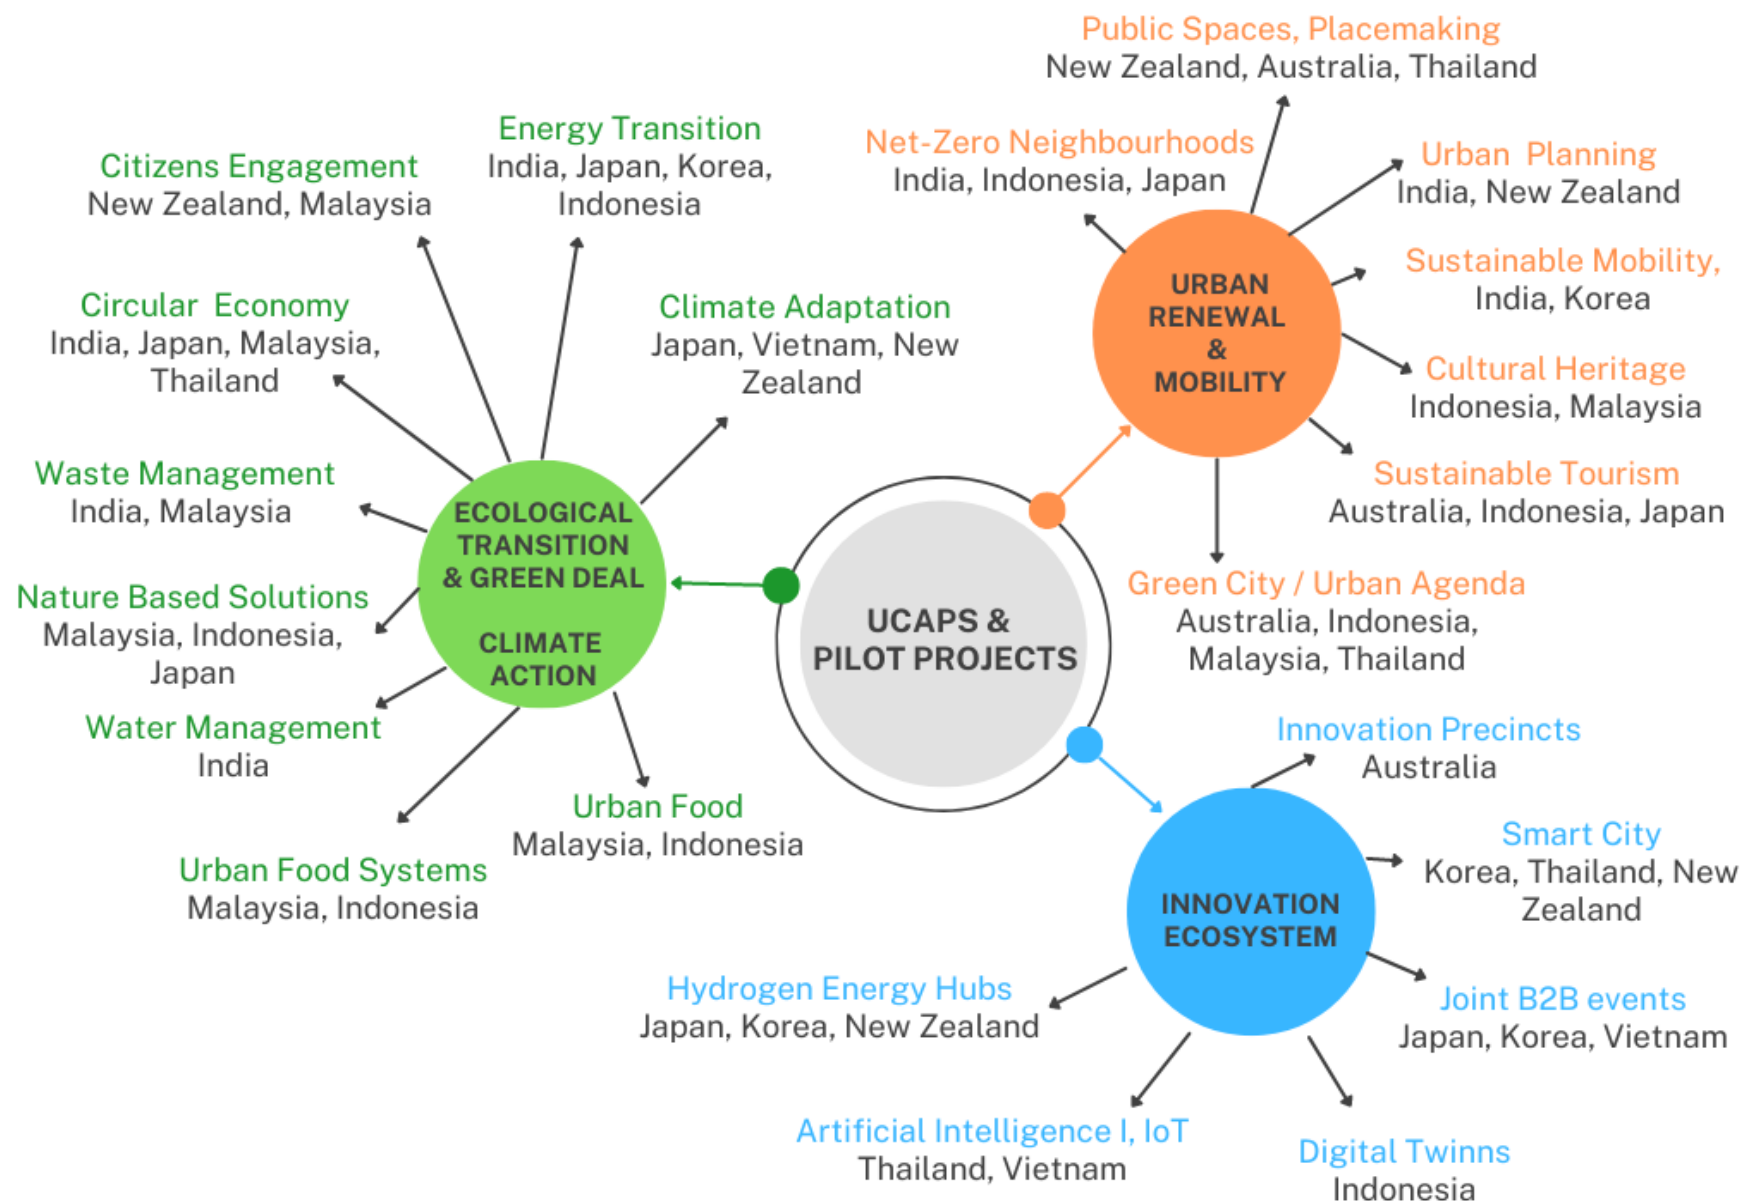 Public Spaces, Placemaking
New Zealand, Australia, Thailand
Net-Zero Neighbourhoods
India, Indonesia, Japan
Urban Planning
India, New Zealand
Sustainable Mobility,
India, Korea
Cultural Heritage
Indonesia, Malaysia
Sustainable Tourism
Australia, Indonesia, Japan
Green City / Urban Agenda
Australia, Indonesia,
Malaysia, Thailand
URBAN
RENEWAL
&
MOBILITY
Energy Transition
India, Japan, Korea,
Indonesia
Citizens Engagement
New Zealand, Malaysia
Circular Economy
India, Japan, Malaysia,
Thailand
Climate Adaptation
Japan, Vietnam, New
Zealand
Waste Management
India, Malaysia
Nature Based Solutions
Malaysia, Indonesia,
Japan
Water Management
India
Urban Food Systems
Malaysia, Indonesia
Urban Food
Malaysia, Indonesia
ECOLOGICAL
TRANSITION
& GREEN DEAL
CLIMATE
ACTION
UCAPS &
PILOT PROJECTS
Innovation Precincts
Australia
Smart City
Korea, Thailand, New
Zealand
Joint B2B events
Japan, Korea, Vietnam
Digital Twinns
Indonesia
Artificial Intelligence I, IoT
Thailand, Vietnam
Hydrogen Energy Hubs
Japan, Korea, New Zealand
INNOVATION
ECOSYSTEM